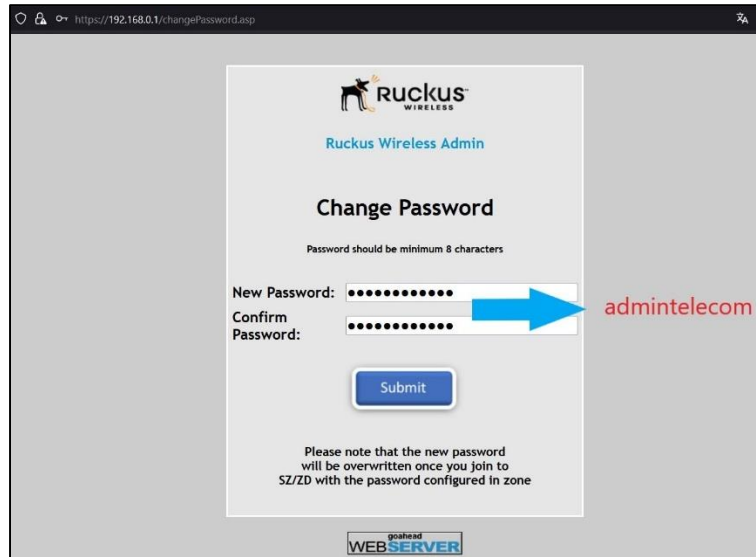 https://192.168.0.1/changePassword.asp
RUCKUS™
WIRELESS
Ruckus Wireless Admin
Change Password
Password should be minimum 8 characters
New Password: ●●●●●●●●●●●●
Confirm
Password: ●●●●●●●●●●●●
admintelecom
Submit
Please note that the new password
will be overwritten once you join to
SZ/ZD with the password configured in zone
goahead
WEBSERVER